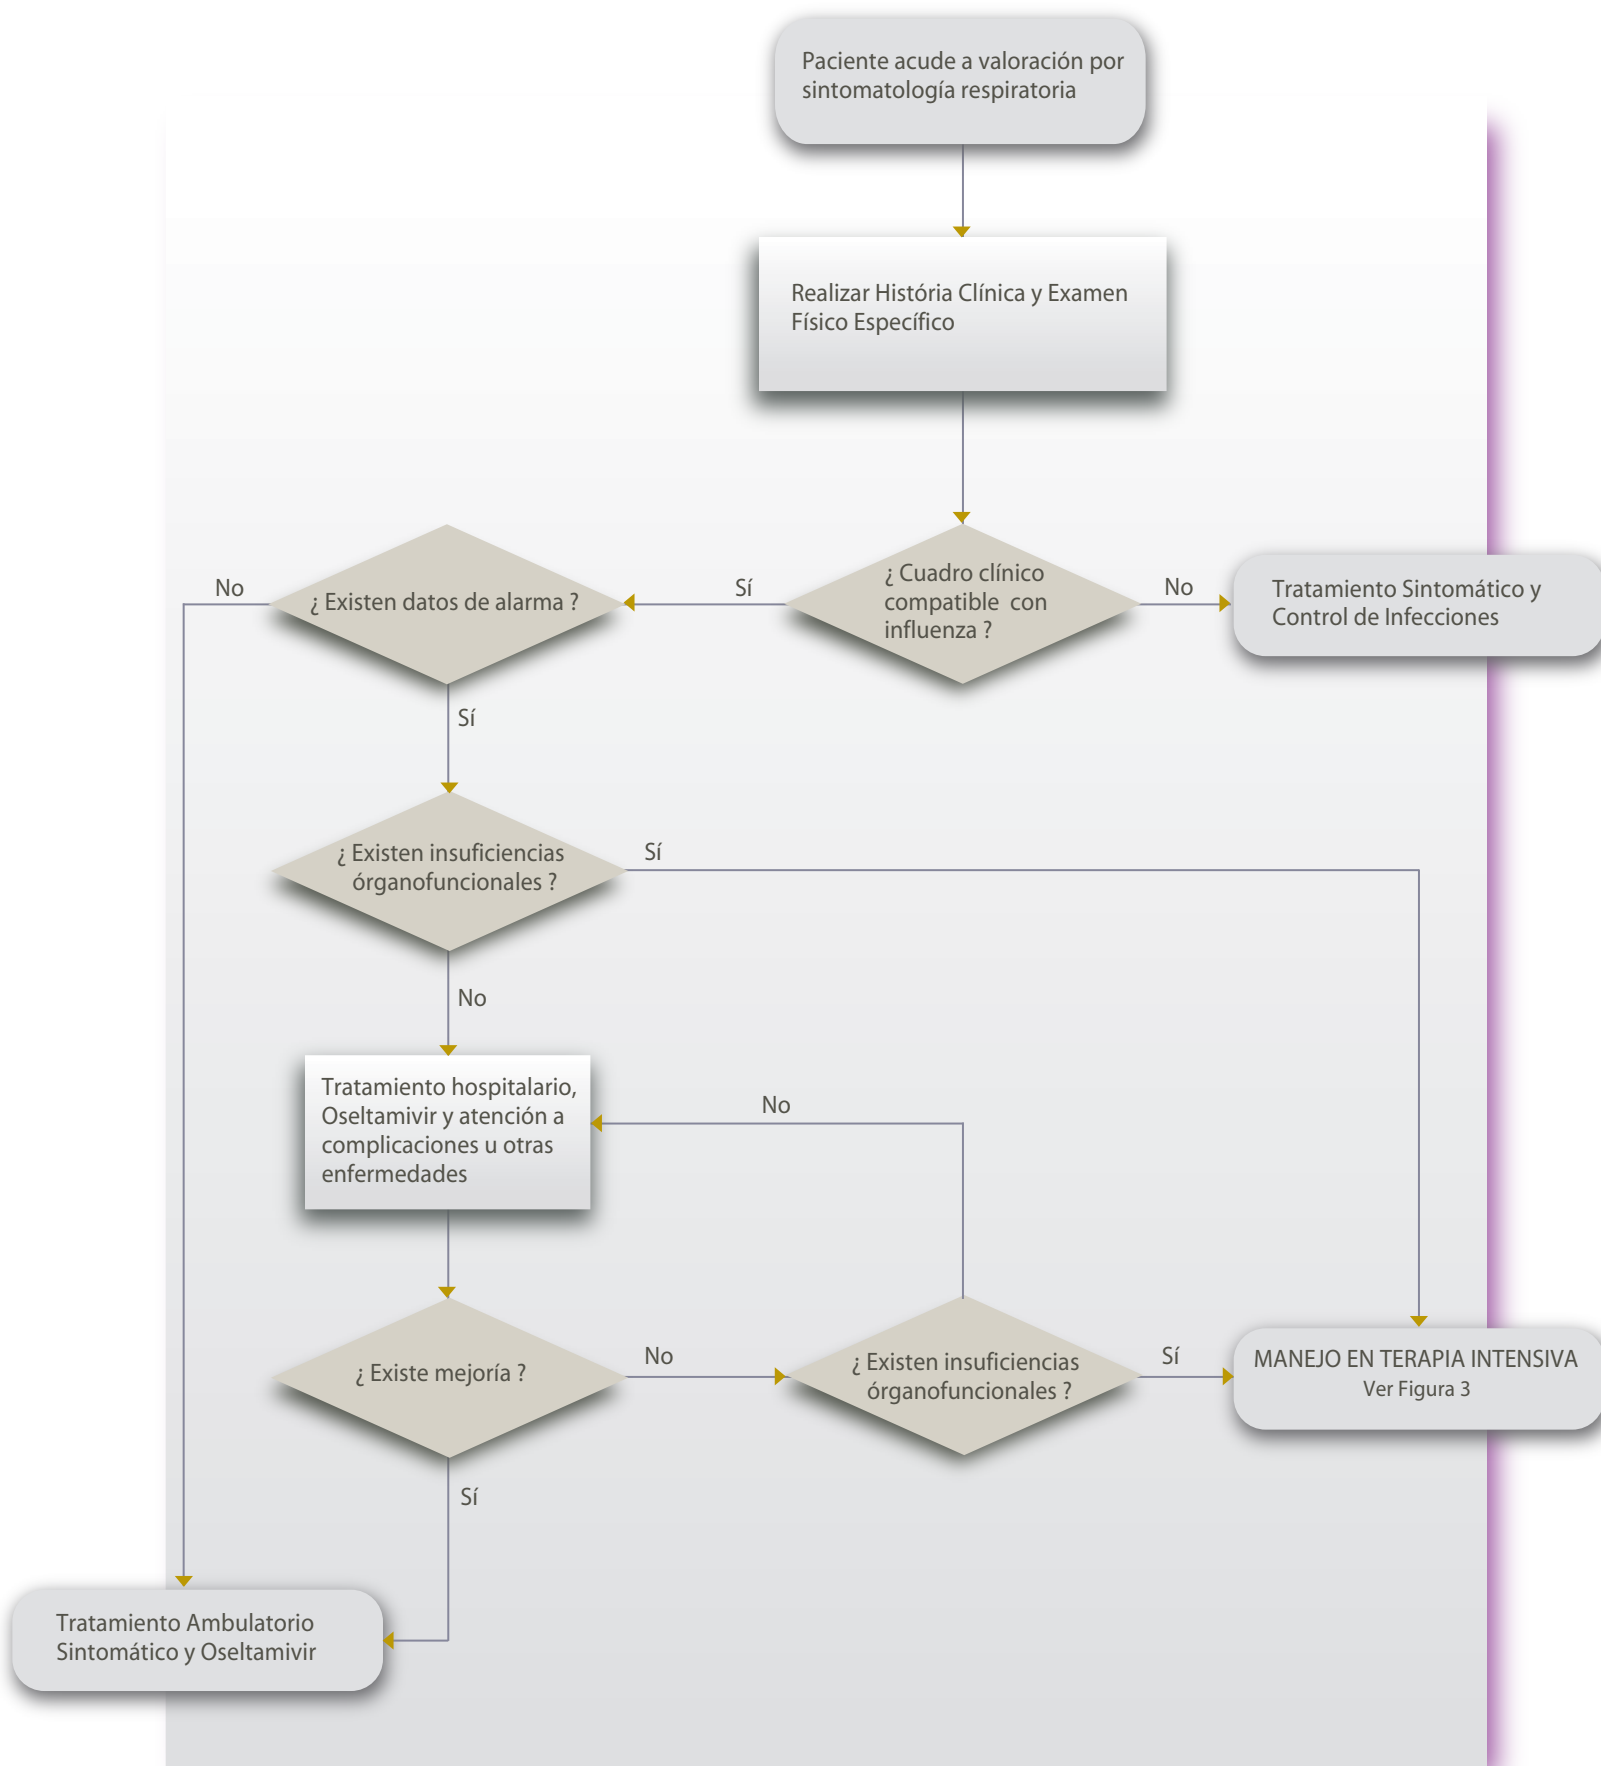 Paciente acude a valoración por
sintomatología respiratoria
Realizar História Clínica y Examen
Físico Específico
¿ Cuadro clínico
compatible con
influenza ?
No
Tratamiento Sintomático y
Control de Infecciones
Sí
¿ Existen datos de alarma ?
No
Sí
¿ Existen insuficiencias
órganofuncionales ?
Sí
No
Tratamiento hospitalario,
Oseltamivir y atención a
complicaciones u otras
enfermedades
No
¿ Existe mejoría ?
No
¿ Existen insuficiencias
órganofuncionales ?
Sí
MANEJO EN TERAPIA INTENSIVA
Ver Figura 3
Sí
Tratamiento Ambulatorio
Sintomático y Oseltamivir